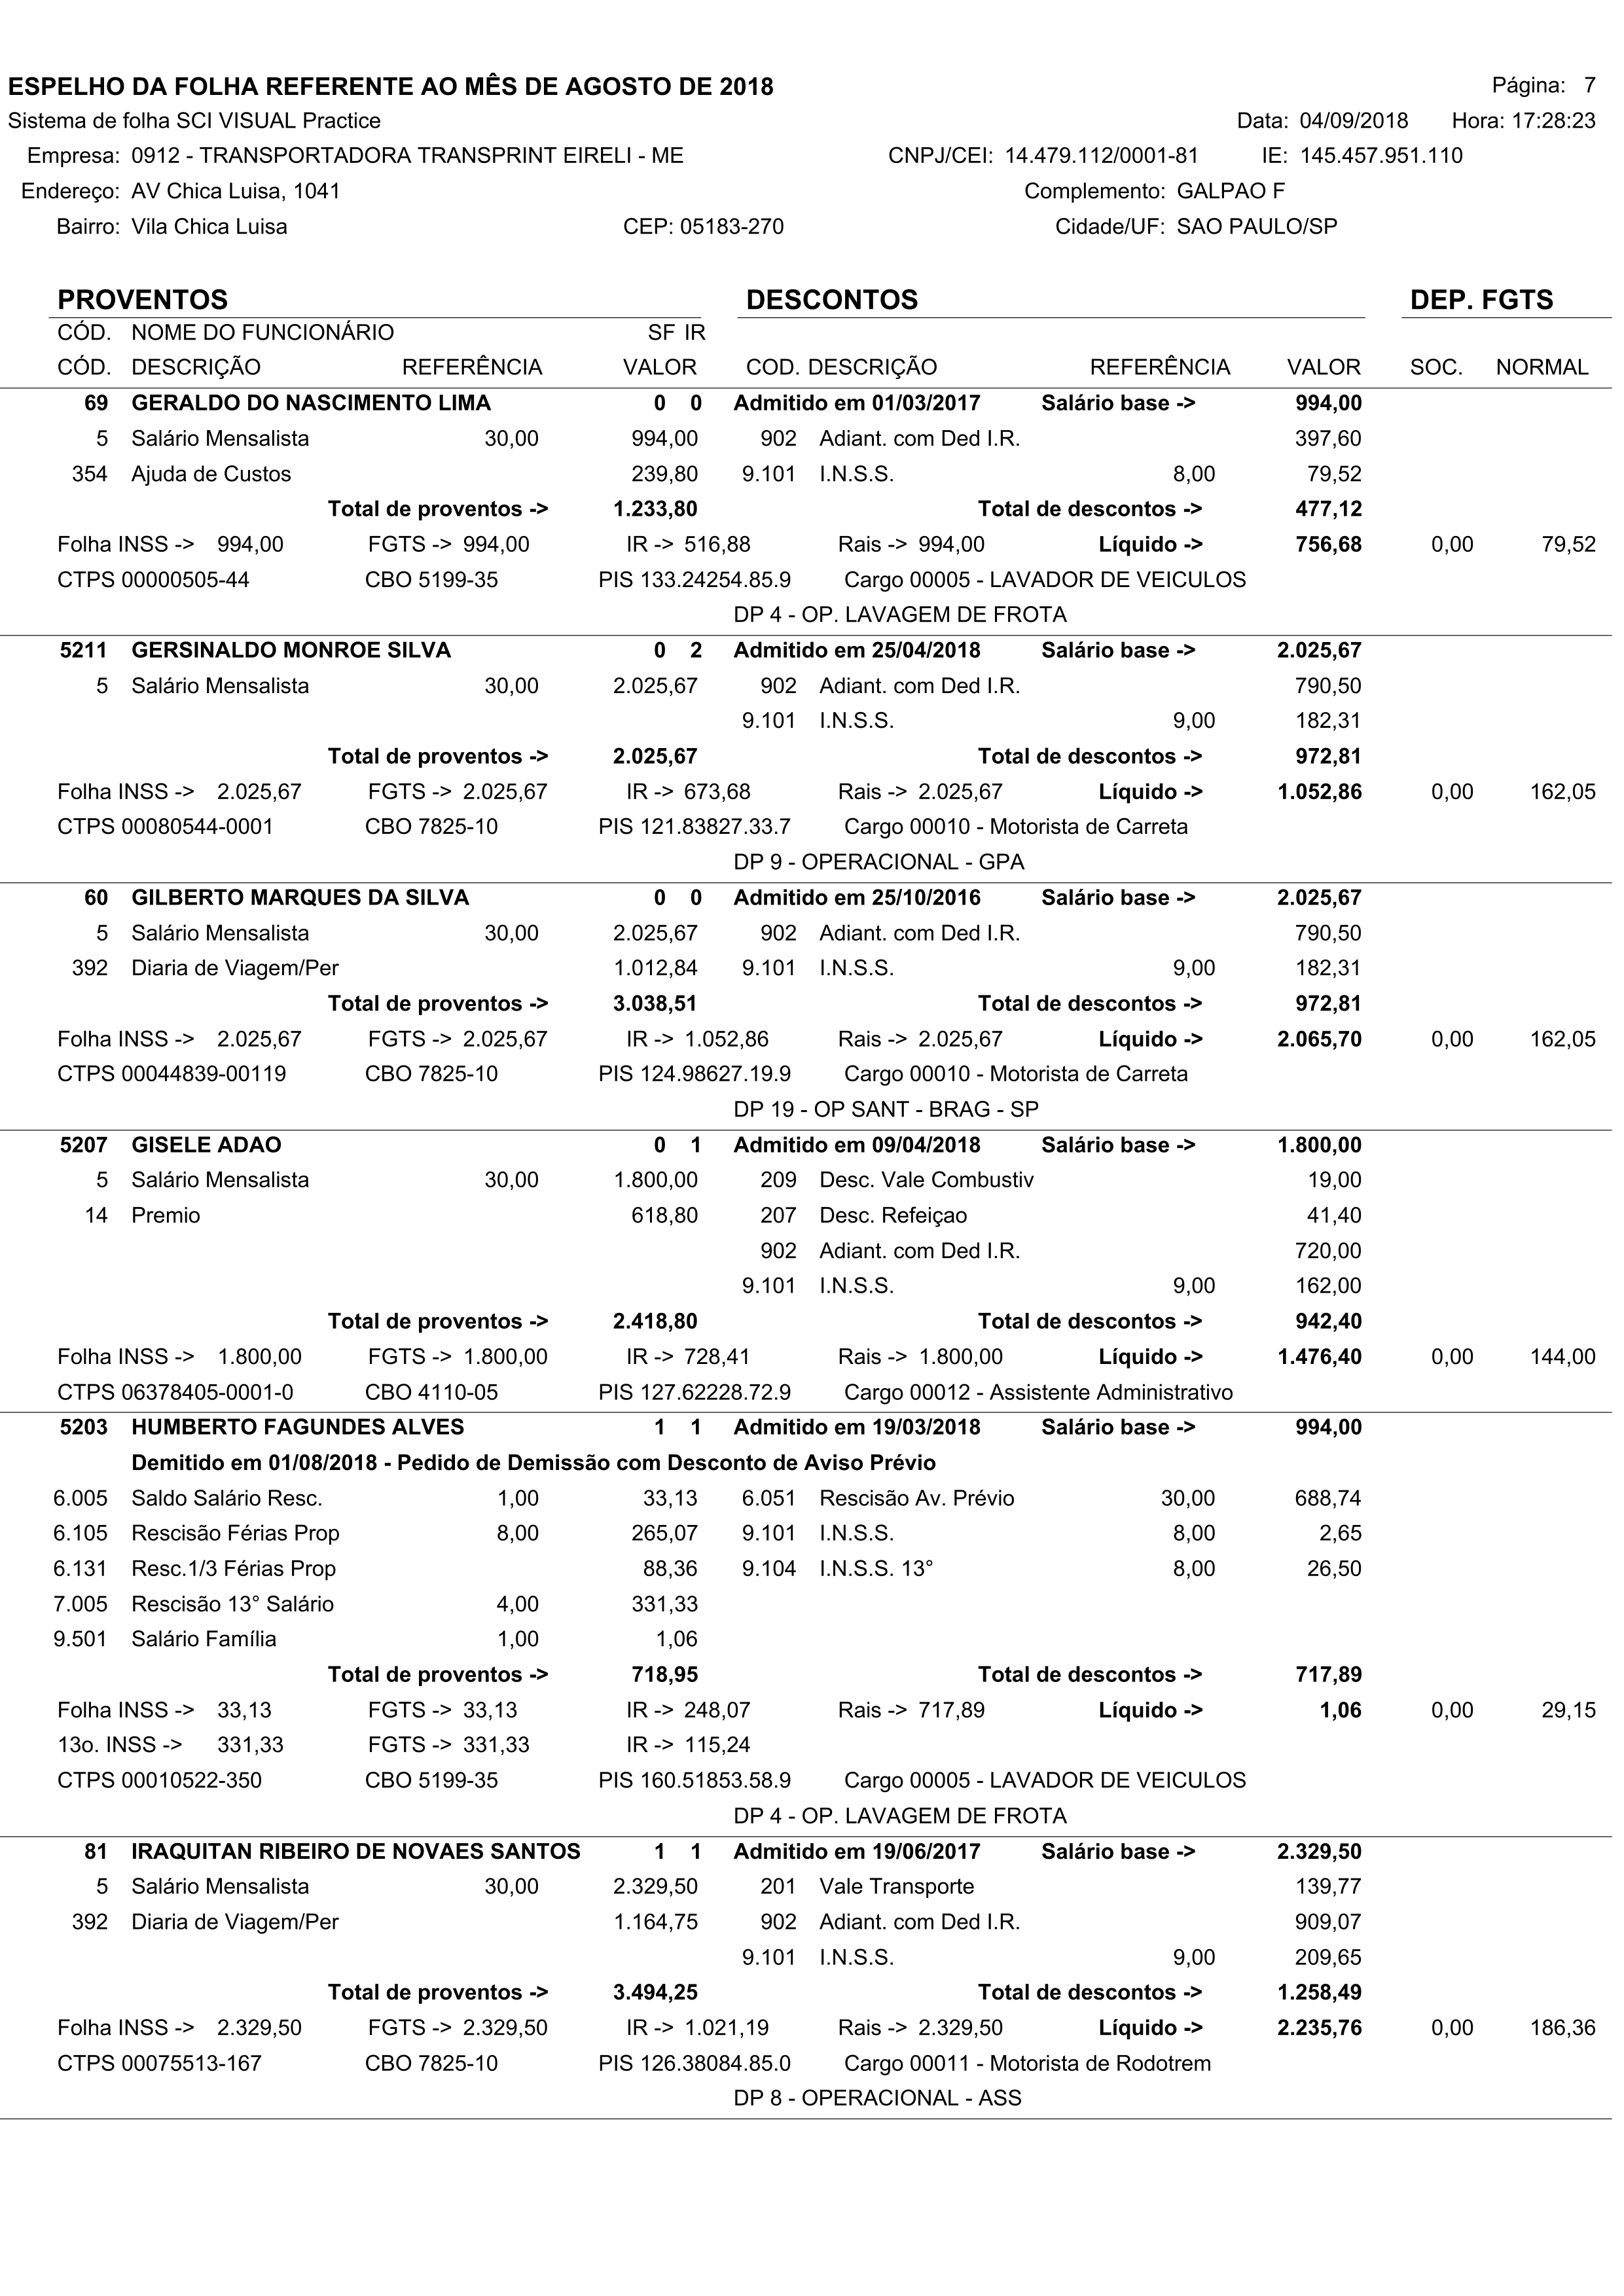 ESPELHO DA FOLHA REFERENTE AO MÊS DE AGOSTO DE 2018 Página: 7
Sistema de folha SCI VISUAL Practice Data: 04/09/2018 Hora: 17:28:23
Empresa: 0912 - TRANSPORTADORA TRANSPRINT EIRELI - ME CNPJ/CEI: 14.479.112/0001-81 IE: 145.457.951.110
Endereço: AV Chica Luisa, 1041 Complemento: GALPAO F
Bairro: Vila Chica Luisa CEP: 05183-270 Cidade/UF: SAO PAULO/SP
PROVENTOS DESCONTOS DEP. FGTS
CÓD. NOME DO FUNCIONÁRIO SF IR
CÓD. DESCRIÇÃO REFERÊNCIA VALOR COD. DESCRIÇÃO REFERÊNCIA VALOR SOC. NORMAL
69 GERALDO DO NASCIMENTO LIMA 0 0 Admitido em 01/03/2017 Salário base -> 994,00
5 Salário Mensalista 30,00 994,00 902 Adiant. com Ded I.R. 397,60
354 Ajuda de Custos 239,80 9.101 I.N.S.S. 8,00 79,52
Total de proventos -> 1.233,80 Total de descontos -> 477,12
Folha INSS -> 994,00 FGTS -> 994,00 IR -> 516,88 Rais -> 994,00 Líquido -> 756,68 0,00 79,52
CTPS 00000505-44 CBO 5199-35 PIS 133.24254.85.9 Cargo 00005 - LAVADOR DE VEICULOS
DP 4 - OP. LAVAGEM DE FROTA
5211 GERSINALDO MONROE SILVA 0 2 Admitido em 25/04/2018 Salário base -> 2.025,67
5 Salário Mensalista 30,00 2.025,67 902 Adiant. com Ded I.R. 790,50
9.101 I.N.S.S. 9,00 182,31
Total de proventos -> 2.025,67 Total de descontos -> 972,81
Folha INSS -> 2.025,67 FGTS -> 2.025,67 IR -> 673,68 Rais -> 2.025,67 Líquido -> 1.052,86 0,00 162,05
CTPS 00080544-0001 CBO 7825-10 PIS 121.83827.33.7 Cargo 00010 - Motorista de Carreta
DP 9 - OPERACIONAL - GPA
60 GILBERTO MARQUES DA SILVA 0 0 Admitido em 25/10/2016 Salário base -> 2.025,67
5 Salário Mensalista 30,00 2.025,67 902 Adiant. com Ded I.R. 790,50
392 Diaria de Viagem/Per 1.012,84 9.101 I.N.S.S. 9,00 182,31
Total de proventos -> 3.038,51 Total de descontos -> 972,81
Folha INSS -> 2.025,67 FGTS -> 2.025,67 IR -> 1.052,86 Rais -> 2.025,67 Líquido -> 2.065,70 0,00 162,05
CTPS 00044839-00119 CBO 7825-10 PIS 124.98627.19.9 Cargo 00010 - Motorista de Carreta
DP 19 - OP SANT - BRAG - SP
5207 GISELE ADAO 0 1 Admitido em 09/04/2018 Salário base -> 1.800,00
5 Salário Mensalista 30,00 1.800,00 209 Desc. Vale Combustiv 19,00
14 Premio 618,80 207 Desc. Refeiçao 41,40
902 Adiant. com Ded I.R. 720,00
9.101 I.N.S.S. 9,00 162,00
Total de proventos -> 2.418,80 Total de descontos -> 942,40
Folha INSS -> 1.800,00 FGTS -> 1.800,00 IR -> 728,41 Rais -> 1.800,00 Líquido -> 1.476,40 0,00 144,00
CTPS 06378405-0001-0 CBO 4110-05 PIS 127.62228.72.9 Cargo 00012 - Assistente Administrativo
5203 HUMBERTO FAGUNDES ALVES 1 1 Admitido em 19/03/2018 Salário base -> 994,00
Demitido em 01/08/2018 - Pedido de Demissão com Desconto de Aviso Prévio
6.005 Saldo Salário Resc. 1,00 33,13 6.051 Rescisão Av. Prévio 30,00 688,74
6.105 Rescisão Férias Prop 8,00 265,07 9.101 I.N.S.S. 8,00 2,65
6.131 Resc.1/3 Férias Prop 88,36 9.104 I.N.S.S. 13° 8,00 26,50
7.005 Rescisão 13° Salário 4,00 331,33
9.501 Salário Família 1,00 1,06
Total de proventos -> 718,95 Total de descontos -> 717,89
Folha INSS -> 33,13 FGTS -> 33,13 IR -> 248,07 Rais -> 717,89 Líquido -> 1,06 0,00 29,15
13o. INSS -> 331,33 FGTS -> 331,33 IR -> 115,24
CTPS 00010522-350 CBO 5199-35 PIS 160.51853.58.9 Cargo 00005 - LAVADOR DE VEICULOS
DP 4 - OP. LAVAGEM DE FROTA
81 IRAQUITAN RIBEIRO DE NOVAES SANTOS 1 1 Admitido em 19/06/2017 Salário base -> 2.329,50
5 Salário Mensalista 30,00 2.329,50 201 Vale Transporte 139,77
392 Diaria de Viagem/Per 1.164,75 902 Adiant. com Ded I.R. 909,07
9.101 I.N.S.S. 9,00 209,65
Total de proventos -> 3.494,25 Total de descontos -> 1.258,49
Folha INSS -> 2.329,50 FGTS -> 2.329,50 IR -> 1.021,19 Rais -> 2.329,50 Líquido -> 2.235,76 0,00 186,36
CTPS 00075513-167 CBO 7825-10 PIS 126.38084.85.0 Cargo 00011 - Motorista de Rodotrem
DP 8 - OPERACIONAL - ASS